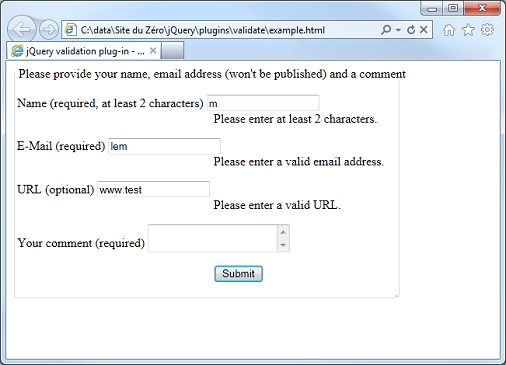 C:\data\Site du Zéro\jQuery\plugins\validate\example.html
jQuery validation plug-in - ...
Please provide your name, email address (won't be published) and a comment
Name (required, at least 2 characters) m
Please enter at least 2 characters.
E-Mail (required) lem
Please enter a valid email address.
URL (optional) www.test
Please enter a valid URL.
Your comment (required)
Submit